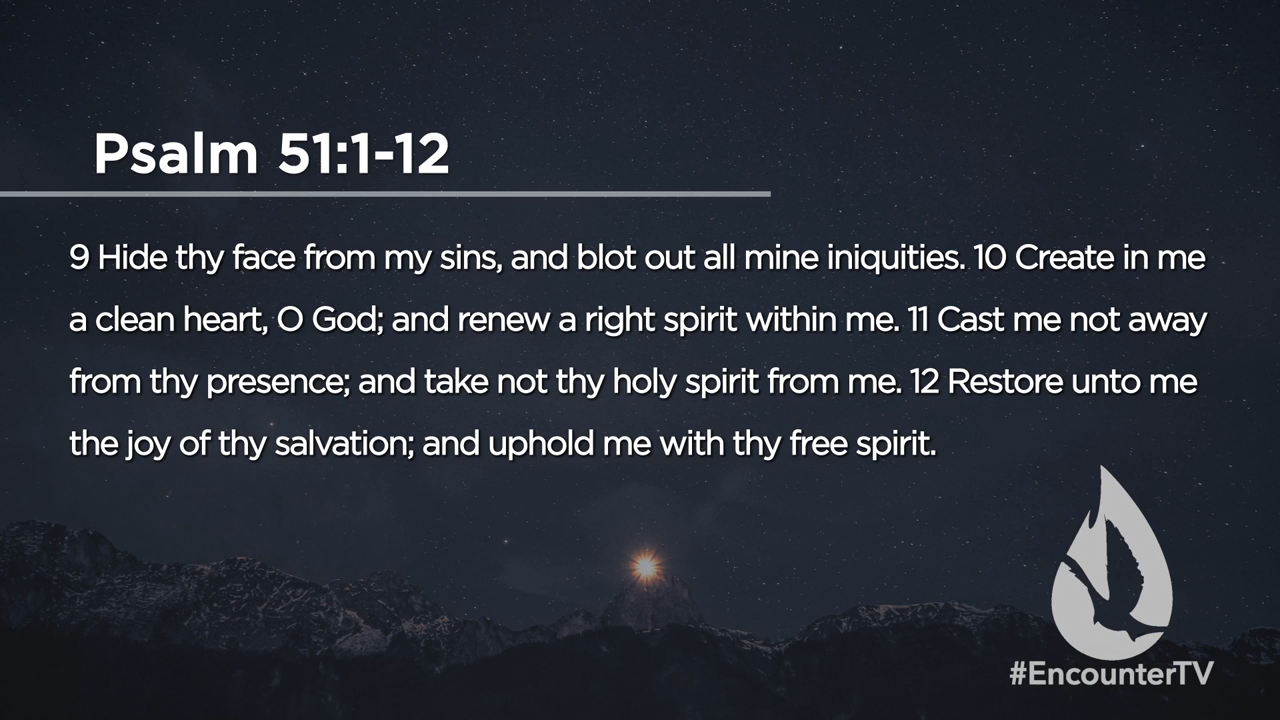 Psalm 51:1-12
9 Hide thy face from my sins, and blot out all mine iniquities. 10 Create in me
a clean heart, O God; and renew a right spirit within me. 11 Cast me not away
from thy presence; and take not thy holy spirit from me. 12 Restore unto me
the joy of thy salvation; and uphold me with thy free spirit.
#EncounterTV